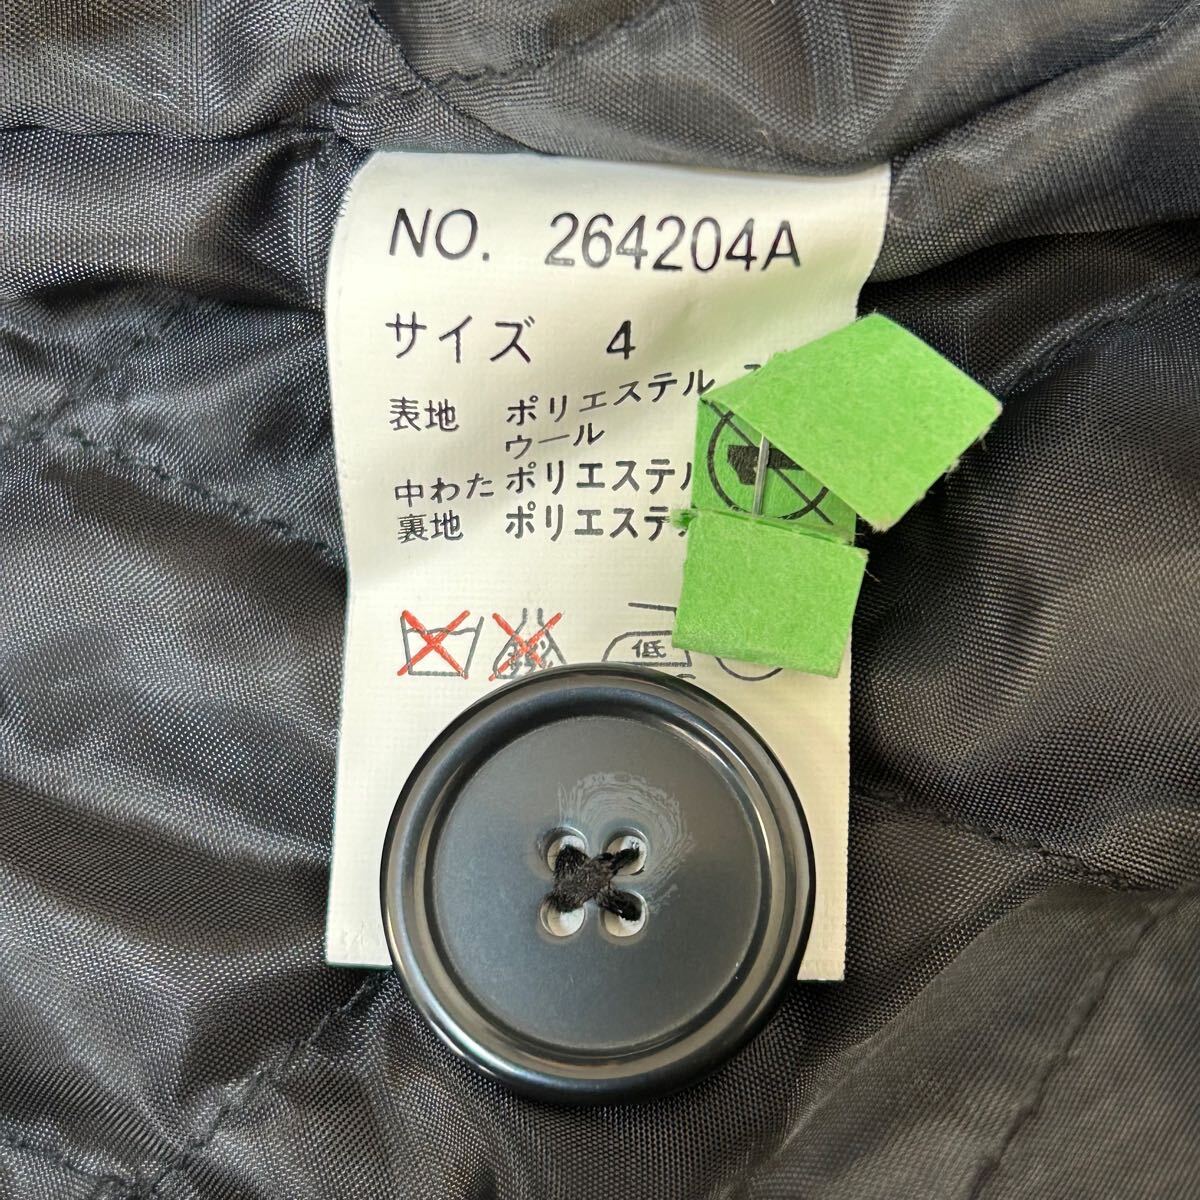 NO. 264204A
サイズ 4
表地 ポリエステル
ウール
中わた ポリエステル
裏地 ポリエステル
低